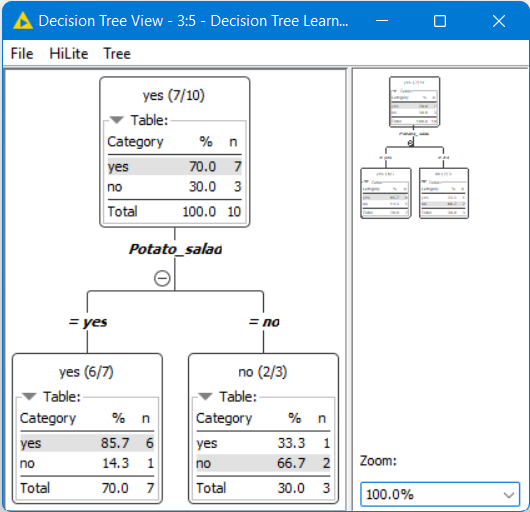 Decision Tree View - 3:5 - Decision Tree Learn...
File HiLite Tree
yes (7/10)
Table:
Category % n
yes 70.0 7
no 30.0 3
Total 100.0 10
Potato_salad
= yes
= no
yes (6/7)
Table:
Category % n
yes 85.7 6
no 14.3 1
Total 70.0 7
no (2/3)
Table:
Category % n
yes 33.3 1
no 66.7 2
Total 30.0 3
Zoom:
100.0%